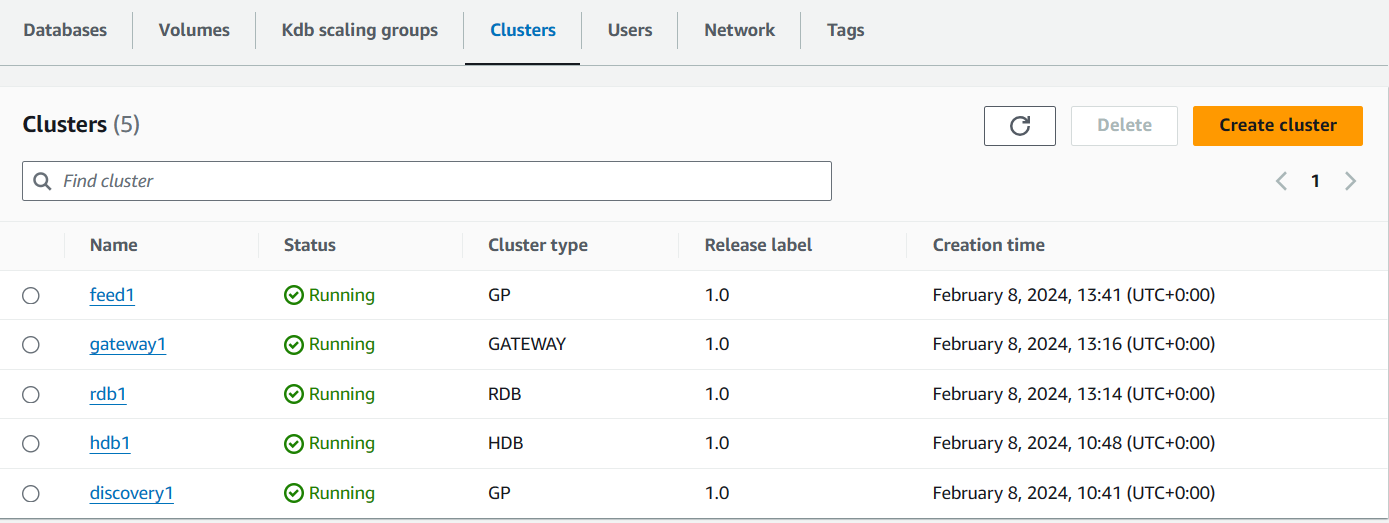 Databases Volumes Kdb scaling groups Clusters Users Network Tags
Clusters (5) Delete Create cluster
Find cluster 1
Name Status Cluster type Release label Creation time
feed1 Running GP 1.0 February 8, 2024, 13:41 (UTC+0:00)
gateway1 Running GATEWAY 1.0 February 8, 2024, 13:16 (UTC+0:00)
rdb1 Running RDB 1.0 February 8, 2024, 13:14 (UTC+0:00)
hdb1 Running HDB 1.0 February 8, 2024, 10:48 (UTC+0:00)
discovery1 Running GP 1.0 February 8, 2024, 10:41 (UTC+0:00)